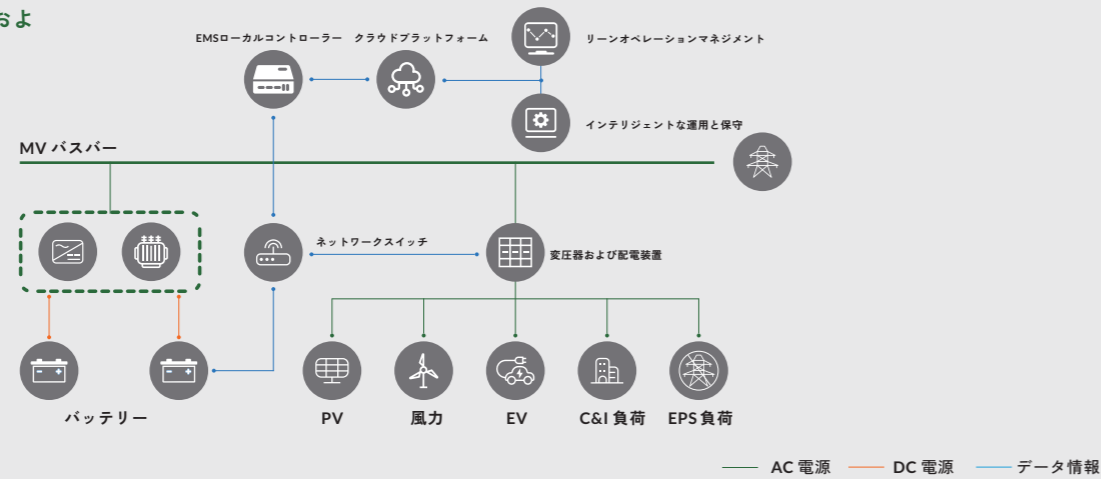 およ
EMSローカルコントローラー
クラウドプラットフォーム
リーンオペレーションマネジメント
インテリジェントな運用と保守
MV バスバー
ネットワークスイッチ
変圧器および配電装置
バッテリー
PV
風力
EV
C&I 負荷
EPS 負荷
AC 電源
DC 電源
データ情報